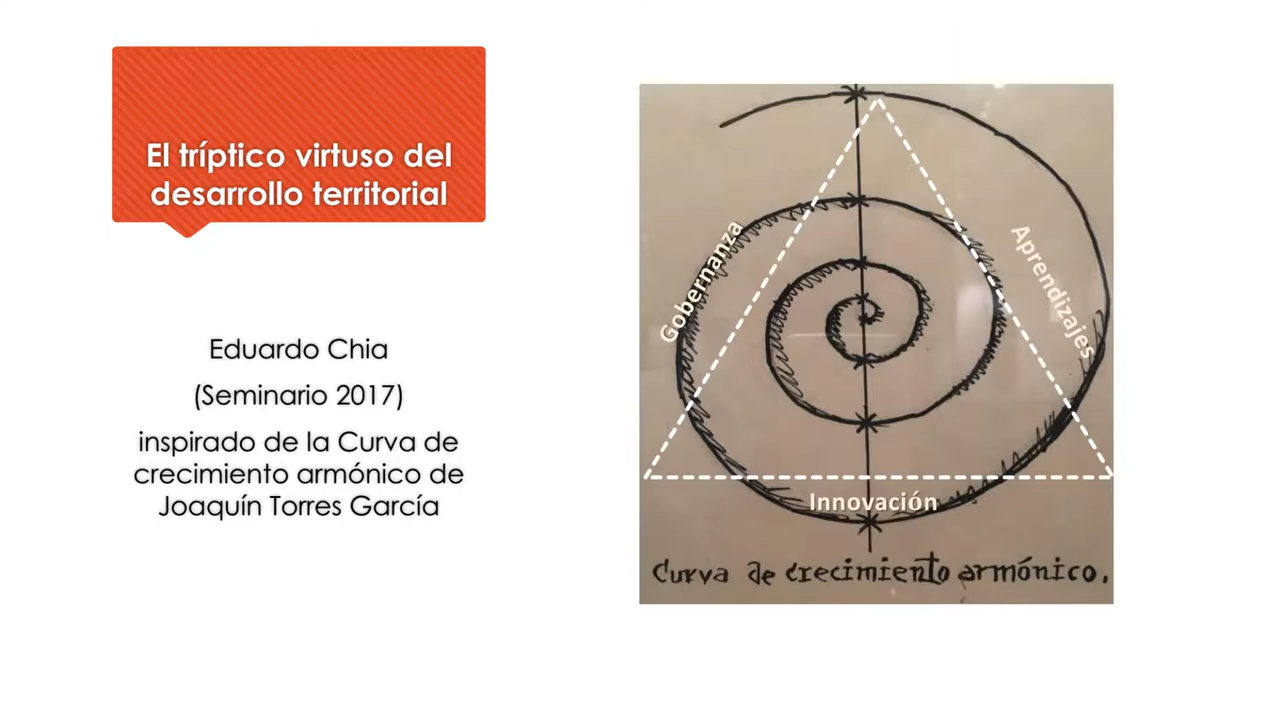 El tríptico virtuso del
desarrollo territorial
Eduardo Chia
(Seminario 2017)
inspirado de la Curva de
crecimiento armónico de
Joaquín Torres García
Gobernanza
Aprendizajes
Innovación
Curva de crecimiento armónico.